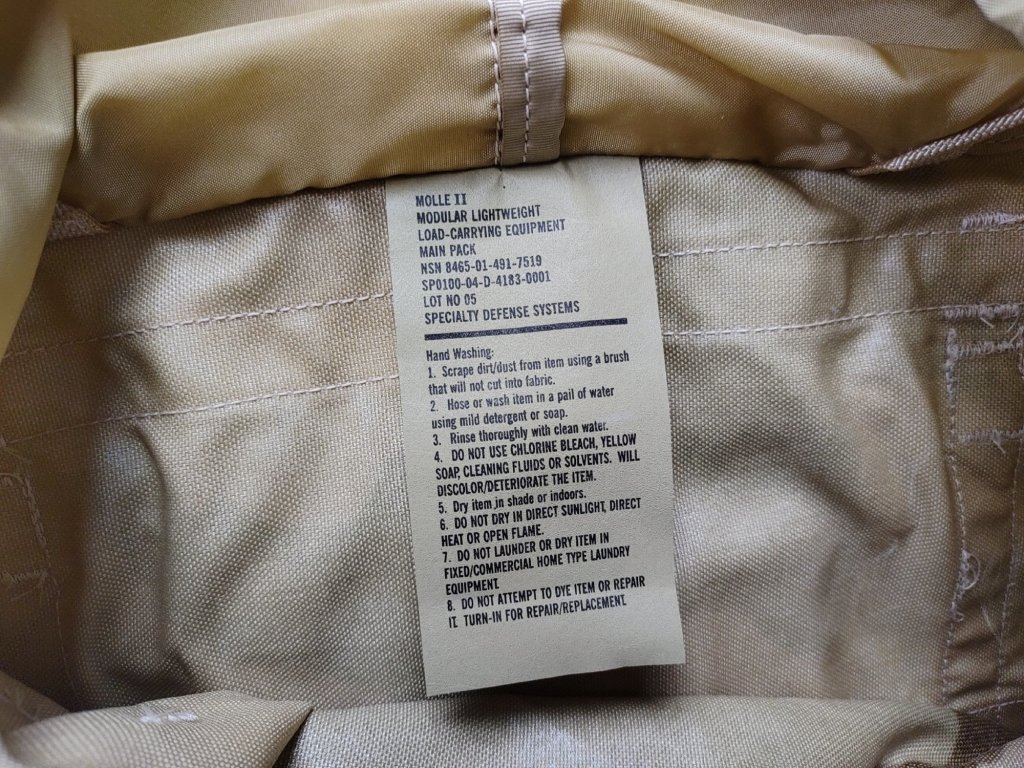 MOLLE II
MODULAR LIGHTWEIGHT
LOAD-CARRYING EQUIPMENT
MAIN PACK
NSN 8465-01-491-7519
SP0100-04-D-4183-0001
LOT NO 05
SPECIALTY DEFENSE SYSTEMS
Hand Washing:
1. Scrape dirt/dust from item using a brush
that will not cut into fabric.
2. Hose or wash item in a pail of water
using mild detergent or soap.
3. Rinse thoroughly with clean water.
4. DO NOT USE CHLORINE BLEACH, YELLOW
SOAP, CLEANING FLUIDS OR SOLVENTS. WILL
DISCOLOR/DETERIORATE THE ITEM.
5. Dry item in shade or indoors.
6. DO NOT DRY IN DIRECT SUNLIGHT, DIRECT
HEAT OR OPEN FLAME.
7. DO NOT LAUNDER OR DRY ITEM IN
FIXED/COMMERCIAL HOME TYPE LAUNDRY
EQUIPMENT.
8. DO NOT ATTEMPT TO DYE ITEM OR REPAIR
IT. TURN-IN FOR REPAIR/REPLACEMENT.